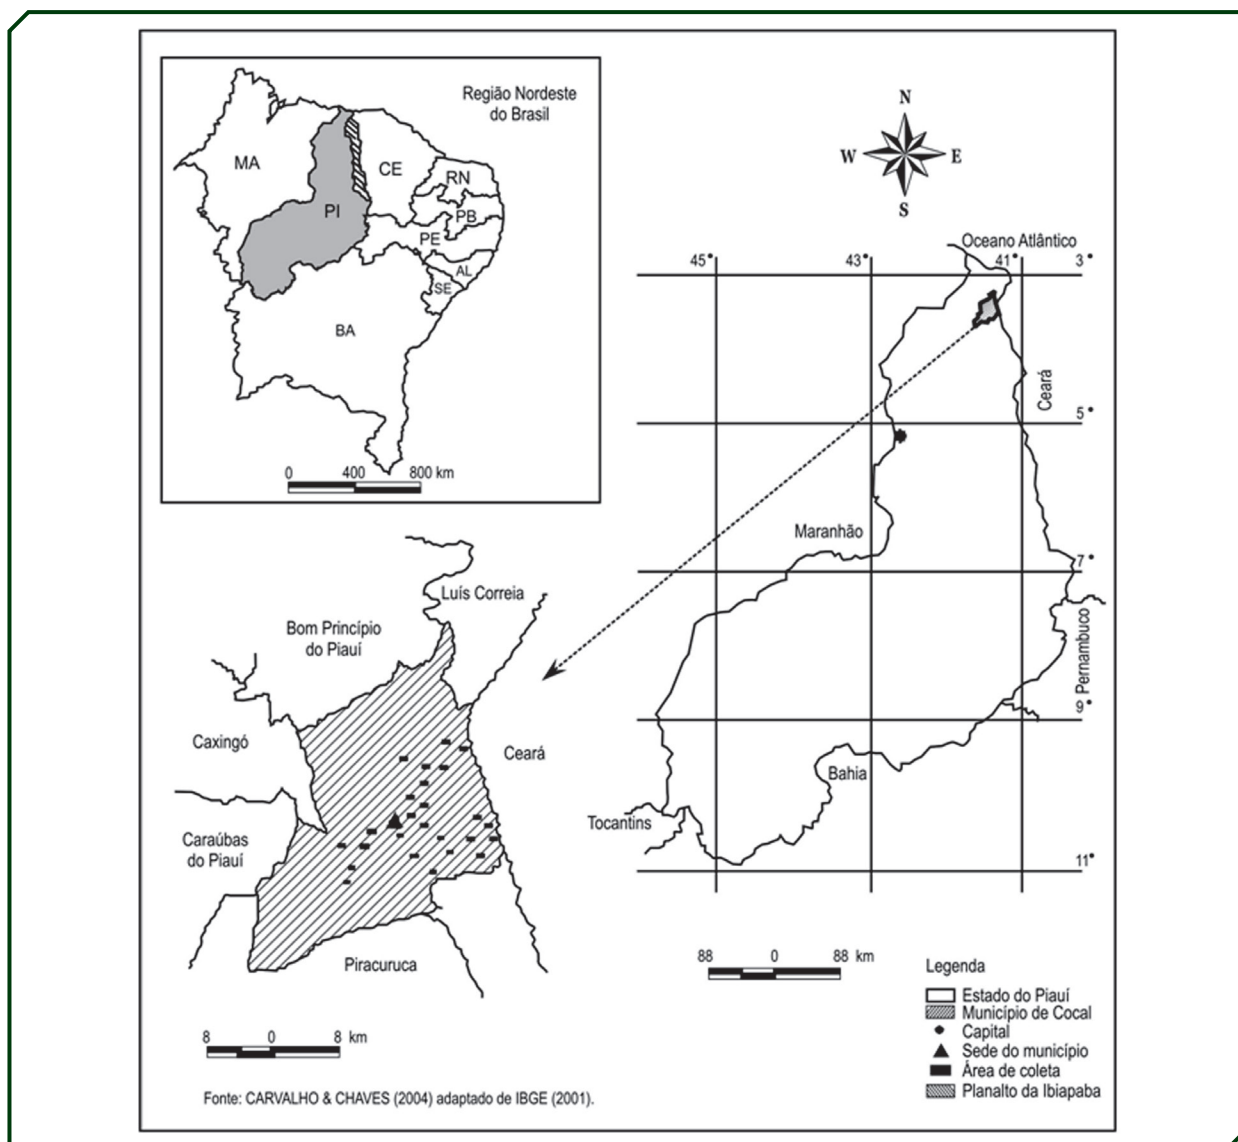 Região Nordeste
do Brasil
MA
CE
RN
PI
PB
PE
AL
SE
BA
0 400 800 km
N
W E
S
Oceano Atlântico
45° 43° 41° 3°
Ceará
5°
Maranhão
7°
Pernambuco
9°
Bahia
Tocantins
11°
Luís Correia
Bom Princípio
do Piauí
Caxingó
Ceará
Caraúbas
do Piauí
Piracuruca
88 0 88 km
8 0 8 km
Legenda
Estado do Piauí
Município de Cocal
Capital
Sede do município
Área de coleta
Planalto da Ibiapaba
Fonte: CARVALHO & CHAVES (2004) adaptado de IBGE (2001).